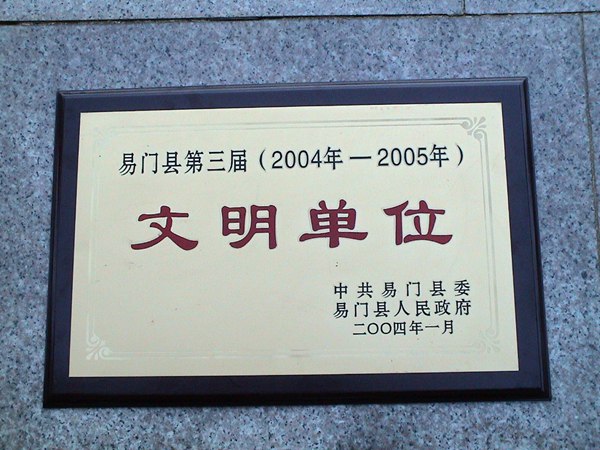 易门县第三届（2004年—2005年）
文明单位
中共易门县委
易门县人民政府
二〇〇四年一月